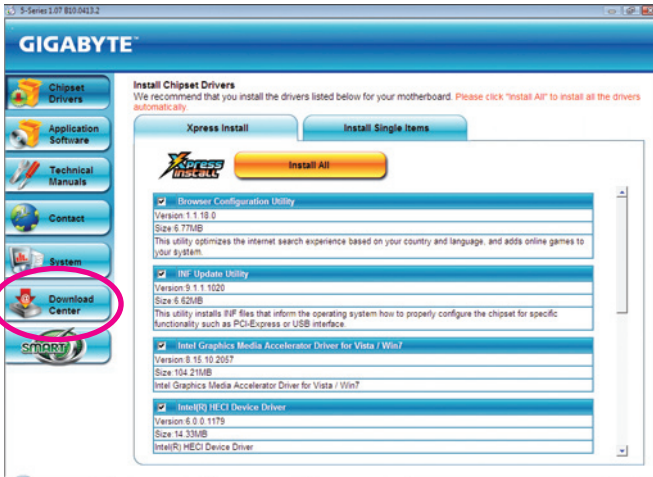 5-Series 1.07 B10.0413.2
GIGABYTE™
Chipset
Drivers
Application
Software
Technical
Manuals
Contact
System
Download
Center
SMART
Install Chipset Drivers
We recommend that you install the drivers listed below for your motherboard. Please click "Install All" to install all the drivers
automatically.
Xpress Install
Install Single Items
Xpress
Install
Install All
Browser Configuration Utility
Version:1.1.18.0
Size:6.77MB
This utility optimizes the internet search experience based on your country and language, and adds online games to
your system.
INF Update Utility
Version:9.1.1.1020
Size:6.62MB
This utility installs INF files that inform the operating system how to properly configure the chipset for specific
functionality such as PCI-Express or USB interface.
Intel Graphics Media Accelerator Driver for Vista / Win7
Version:8.15.10.2057
Size:104.21MB
Intel Graphics Media Accelerator Driver for Vista / Win7
Intel(R) HECI Device Driver
Version:6.0.0.1179
Size:14.33MB
Intel(R) HECI Device Driver